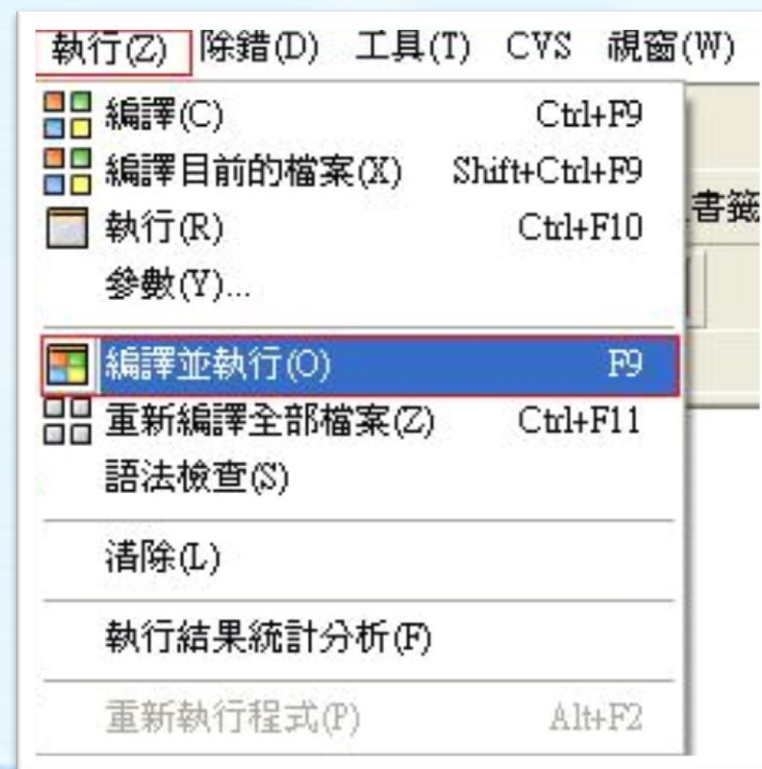 執行(Z) 除錯(D) 工具(T) CVS 視窗(W)
編譯(C) Ctrl+F9
編譯目前的檔案(X) Shift+Ctrl+F9
書籤
執行(R) Ctrl+F10
參數(Y)...
編譯並執行(O) F9
重新編譯全部檔案(Z) Ctrl+F11
語法檢查(S)
清除(L)
執行結果統計分析(F)
重新執行程式(P) Alt+F2